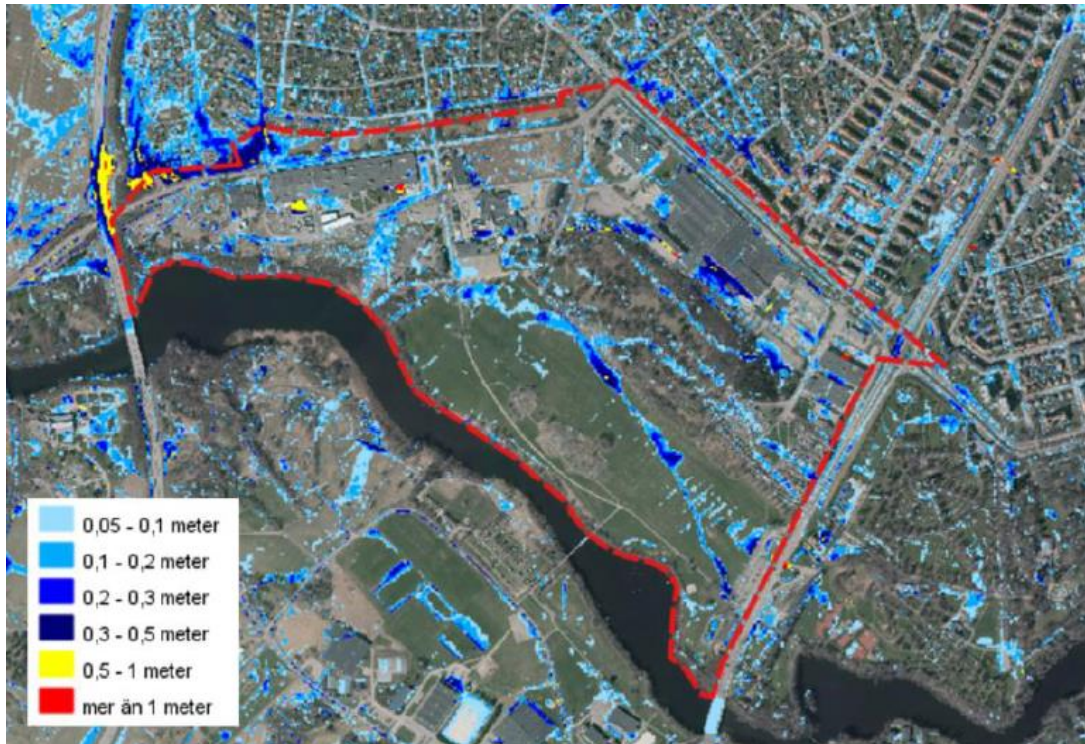 0,05 - 0,1 meter
0,1 - 0,2 meter
0,2 - 0,3 meter
0,3 - 0,5 meter
0,5 - 1 meter
mer än 1 meter